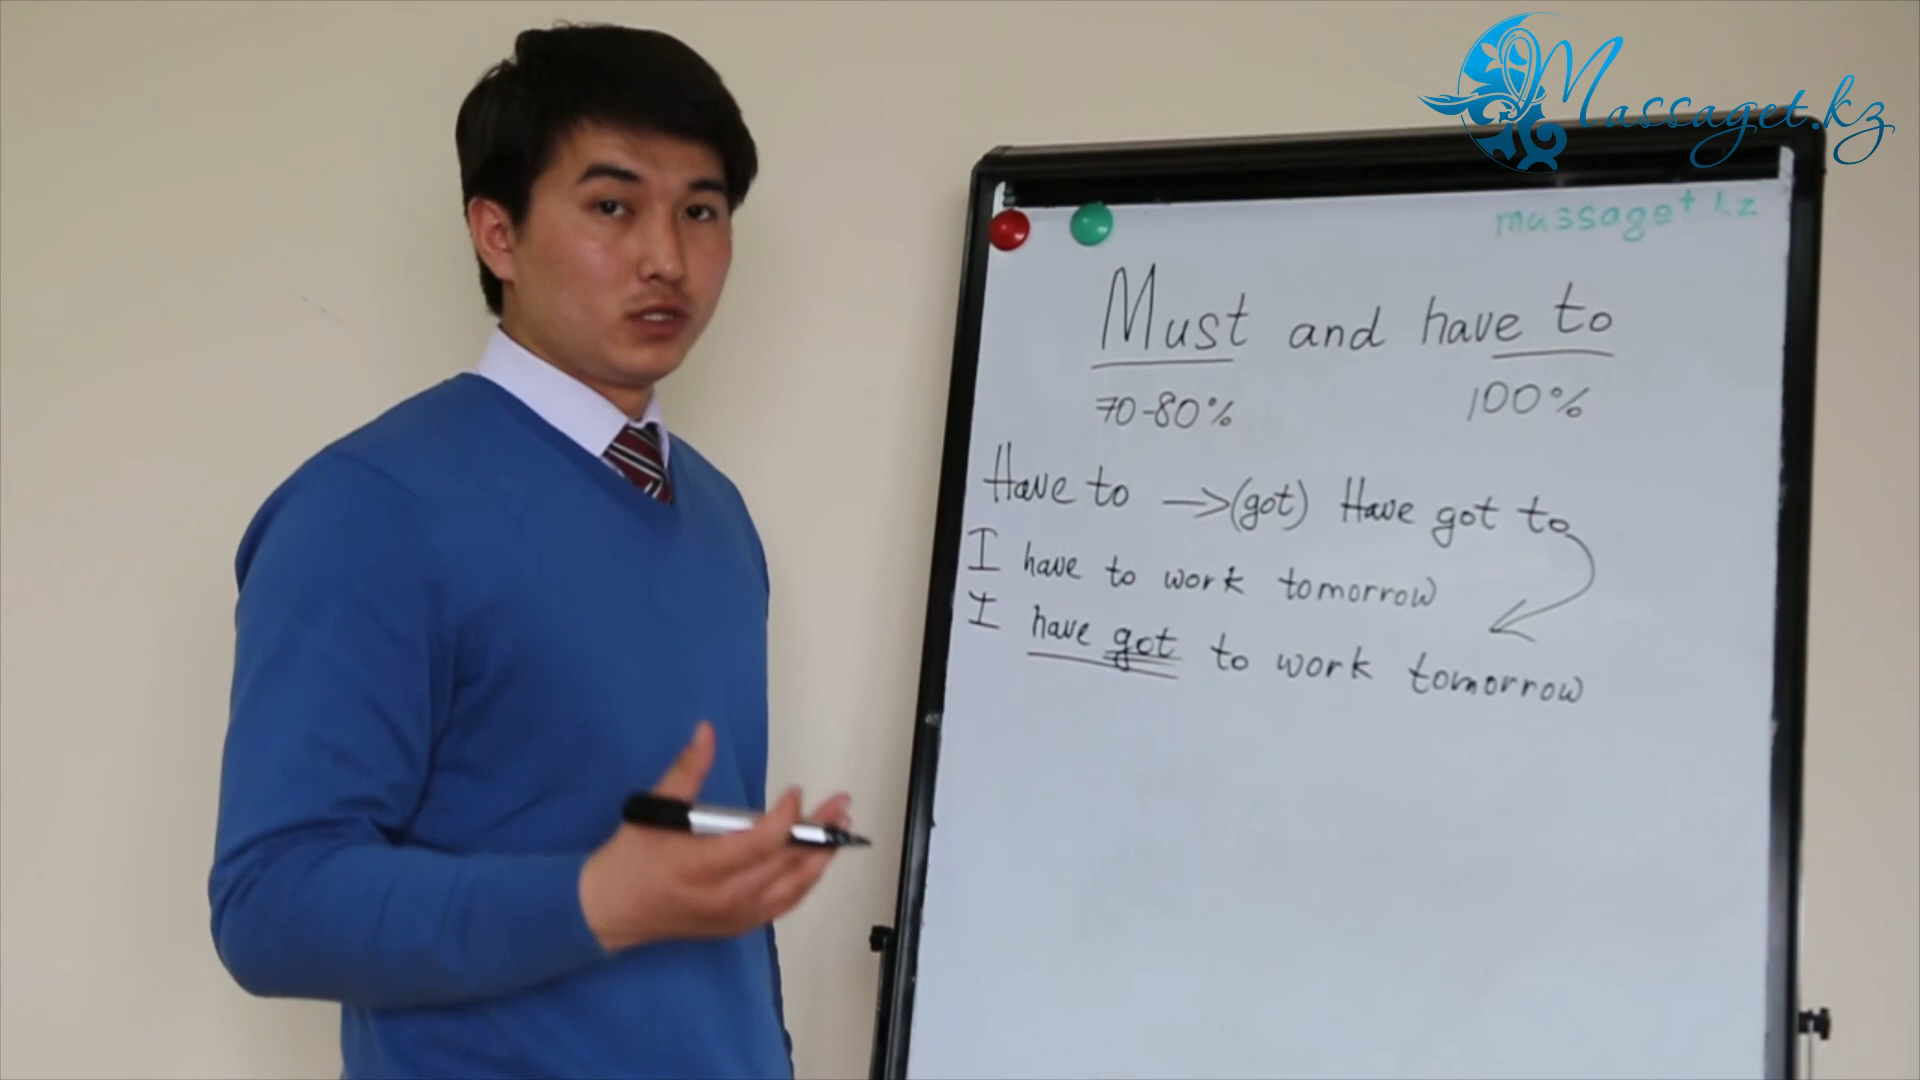 Massaget.kz
massaget kz
Must and have to
70-80% 100%
Have to →(got) Have got to
I have to work tomorrow
I have got to work tomorrow